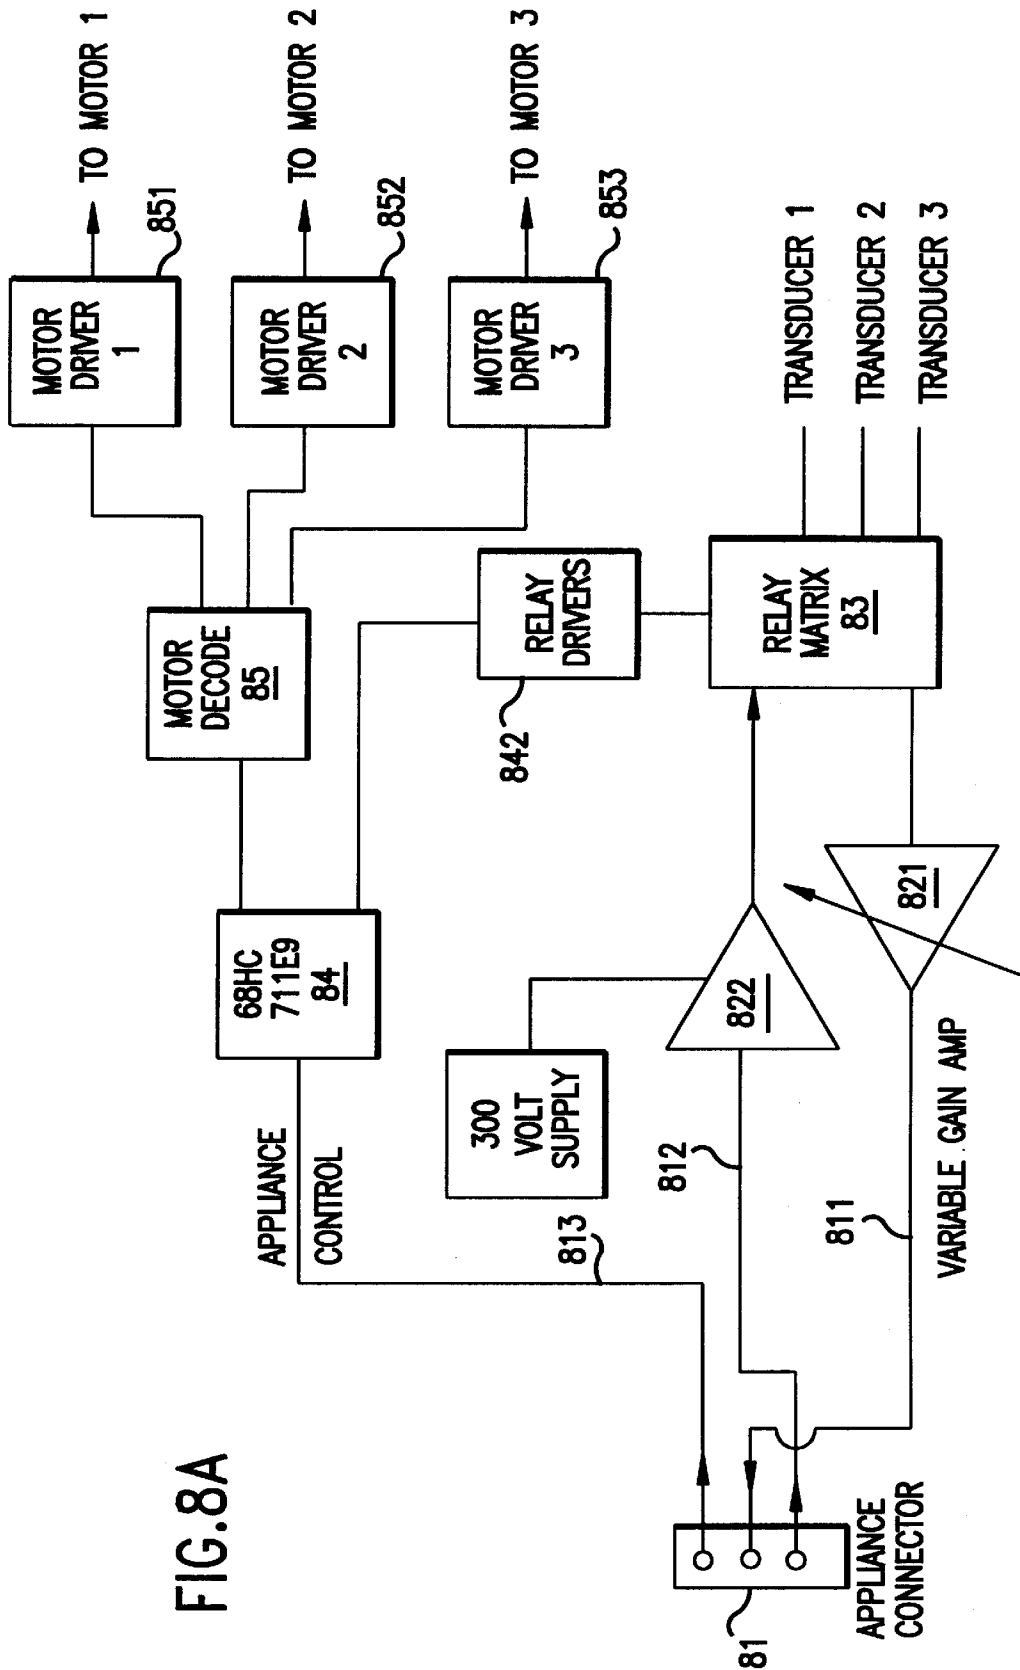 FIG.8A
TO MOTOR 1
TO MOTOR 2
TO MOTOR 3
851
852
853
MOTOR
DRIVER
1
MOTOR
DRIVER
2
MOTOR
DRIVER
3
MOTOR
DECODE
85
RELAY
DRIVERS
842
RELAY
MATRIX
83
TRANSDUCER 1
TRANSDUCER 2
TRANSDUCER 3
68HC
711E9
84
APPLIANCE
CONTROL
813
300
VOLT
SUPPLY
822
821
812
811
VARIABLE GAIN AMP
81
APPLIANCE
CONNECTOR